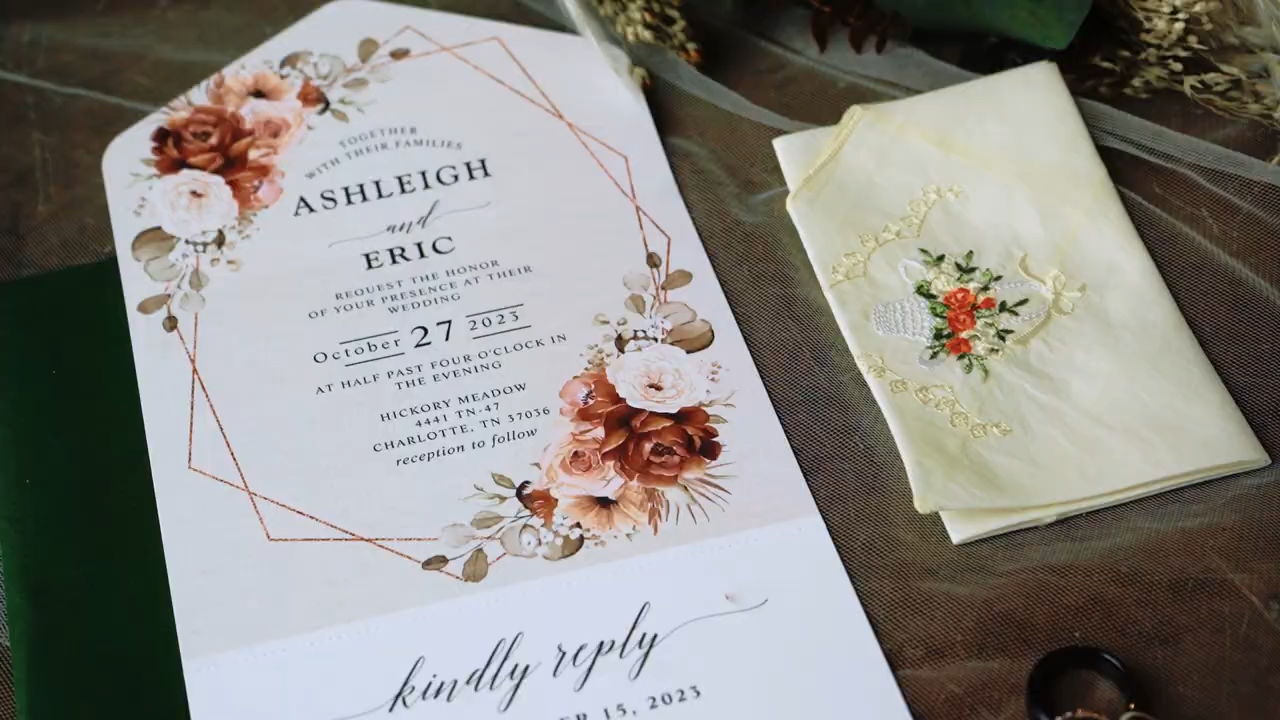 TOGETHER
WITH THEIR FAMILIES
ASHLEIGH
and
ERIC
REQUEST THE HONOR
OF YOUR PRESENCE AT THEIR
WEDDING
October 27 2023
AT HALF PAST FOUR O'CLOCK IN
THE EVENING
HICKORY MEADOW
4441 TN-47
CHARLOTTE, TN 37036
reception to follow
kindly reply
15, 2023